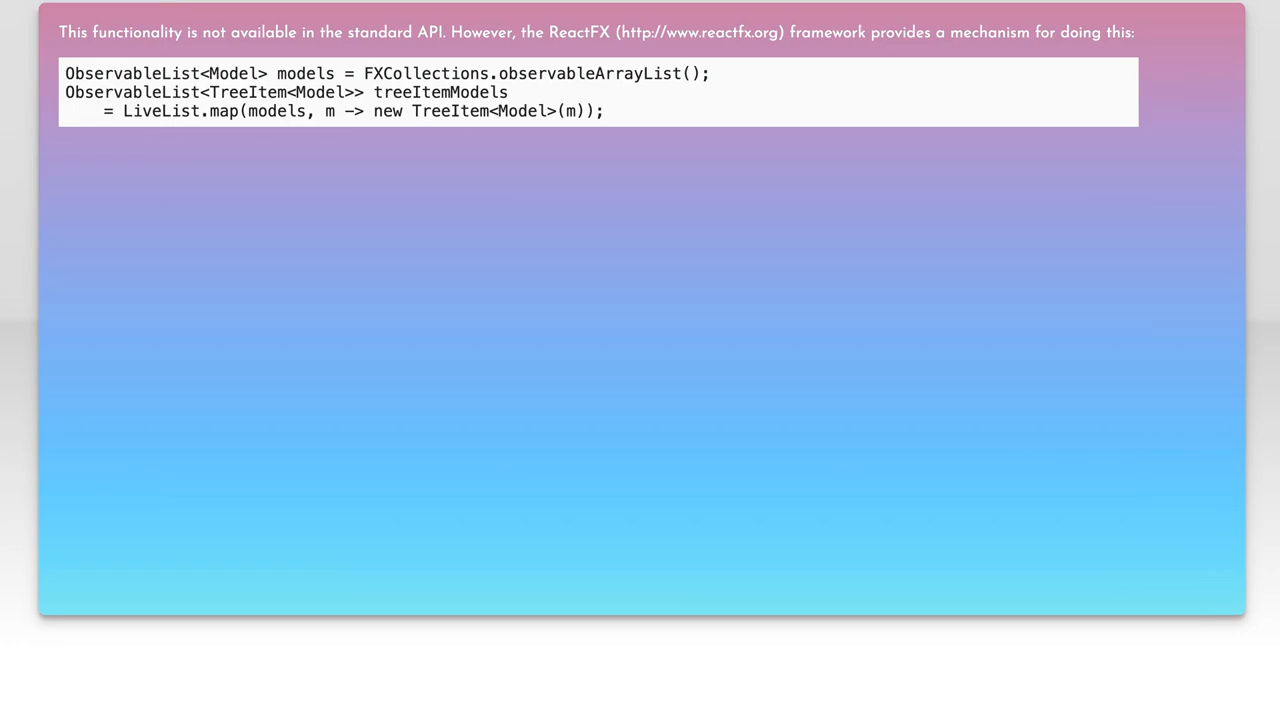 This functionality is not available in the standard API. However, the ReactFX (http://www.reactfx.org) framework provides a mechanism for doing this:
ObservableList<Model> models = FXCollections.observableArrayList();
ObservableList<TreeItem<Model>> treeItemModels
    = LiveList.map(models, m -> new TreeItem<Model>(m));